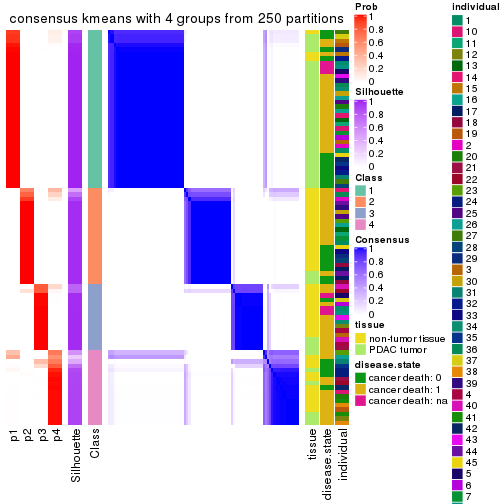 consensus kmeans with 4 groups from 250 partitions
p1
p2
p3
p4
Silhouette
Class
tissue
disease.state
individual
Prob
1
0.8
0.6
0.4
0.2
0
Silhouette
1
0.8
0.6
0.4
0.2
0
Class
1
2
3
4
Consensus
1
0.8
0.6
0.4
0.2
0
tissue
non-tumor tissue
PDAC tumor
disease.state
cancer death: 0
cancer death: 1
cancer death: na
individual
1
10
11
12
13
14
15
16
17
18
19
2
20
21
22
23
24
25
26
27
28
29
3
30
31
32
33
34
35
36
37
38
39
4
40
41
42
43
44
45
5
6
7